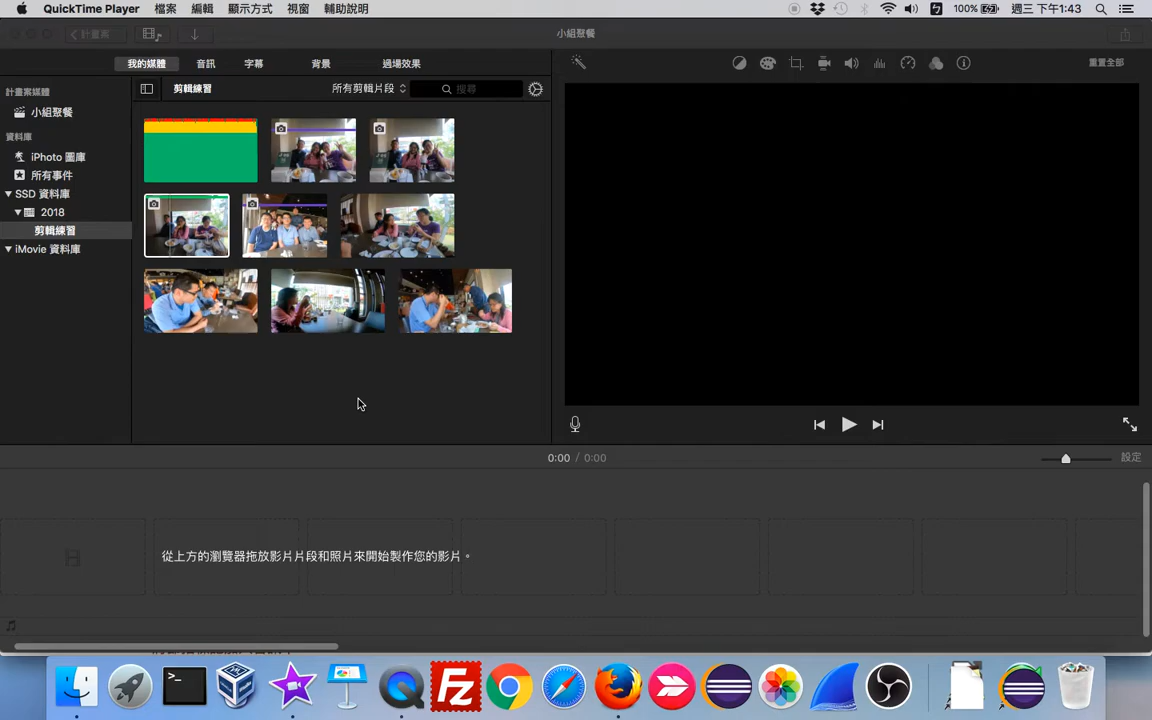 QuickTime Player 檔案 編輯 顯示方式 視窗 輔助說明 100% 週三 下午1:43
計畫案 小組聚餐
我的媒體 音訊 字幕 背景 過場效果 重置全部
計畫案媒體 剪輯練習 所有剪輯片段 搜尋
小組聚餐
資料庫
iPhoto 圖庫
所有事件
SSD 資料庫
2018
剪輯練習
iMovie 資料庫
0:00 / 0:00 設定
從上方的瀏覽器拖放影片片段和照片來開始製作您的影片。